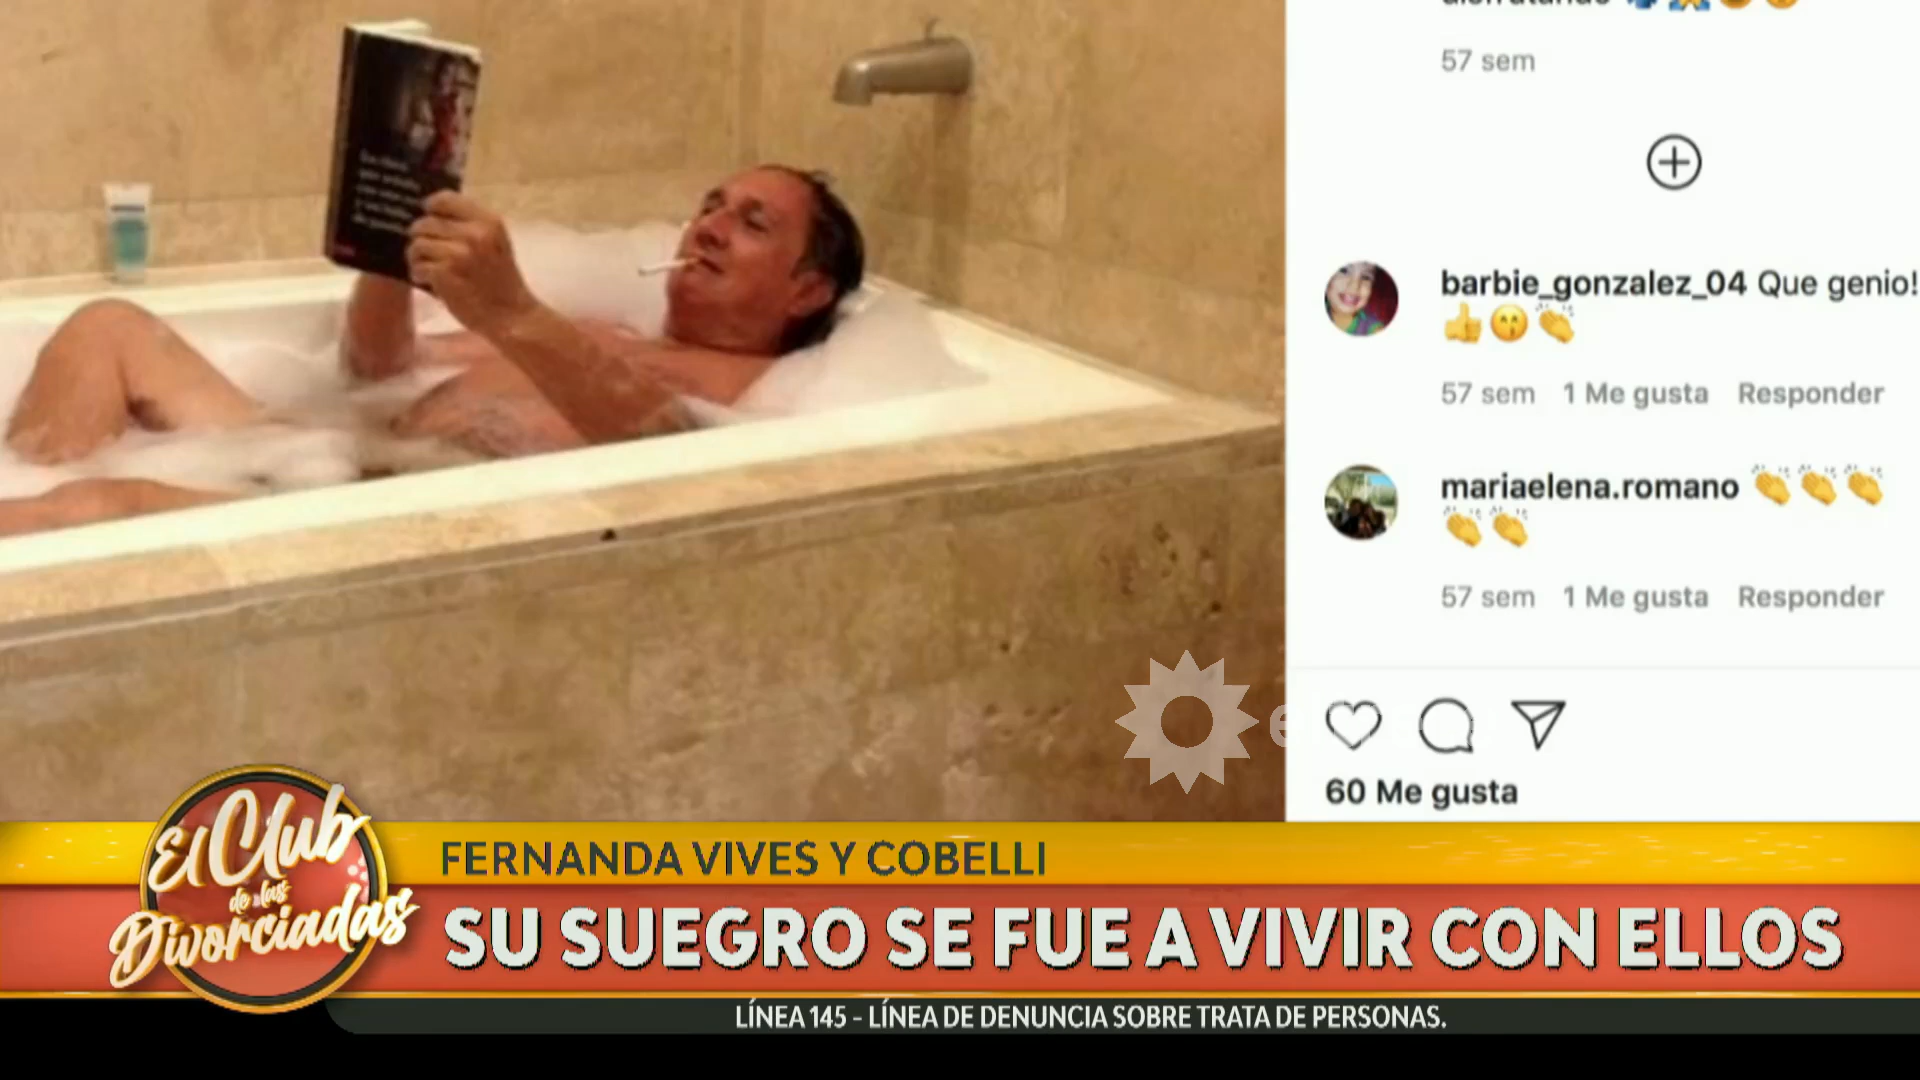 57 sem
barbie_gonzalez_04 Que genio!
57 sem 1 Me gusta Responder
mariaelena.romano
57 sem 1 Me gusta Responder
60 Me gusta
El Club
de las
Divorciadas
FERNANDA VIVES Y COBELLI
SU SUEGRO SE FUE A VIVIR CON ELLOS
LÍNEA 145 - LÍNEA DE DENUNCIA SOBRE TRATA DE PERSONAS.